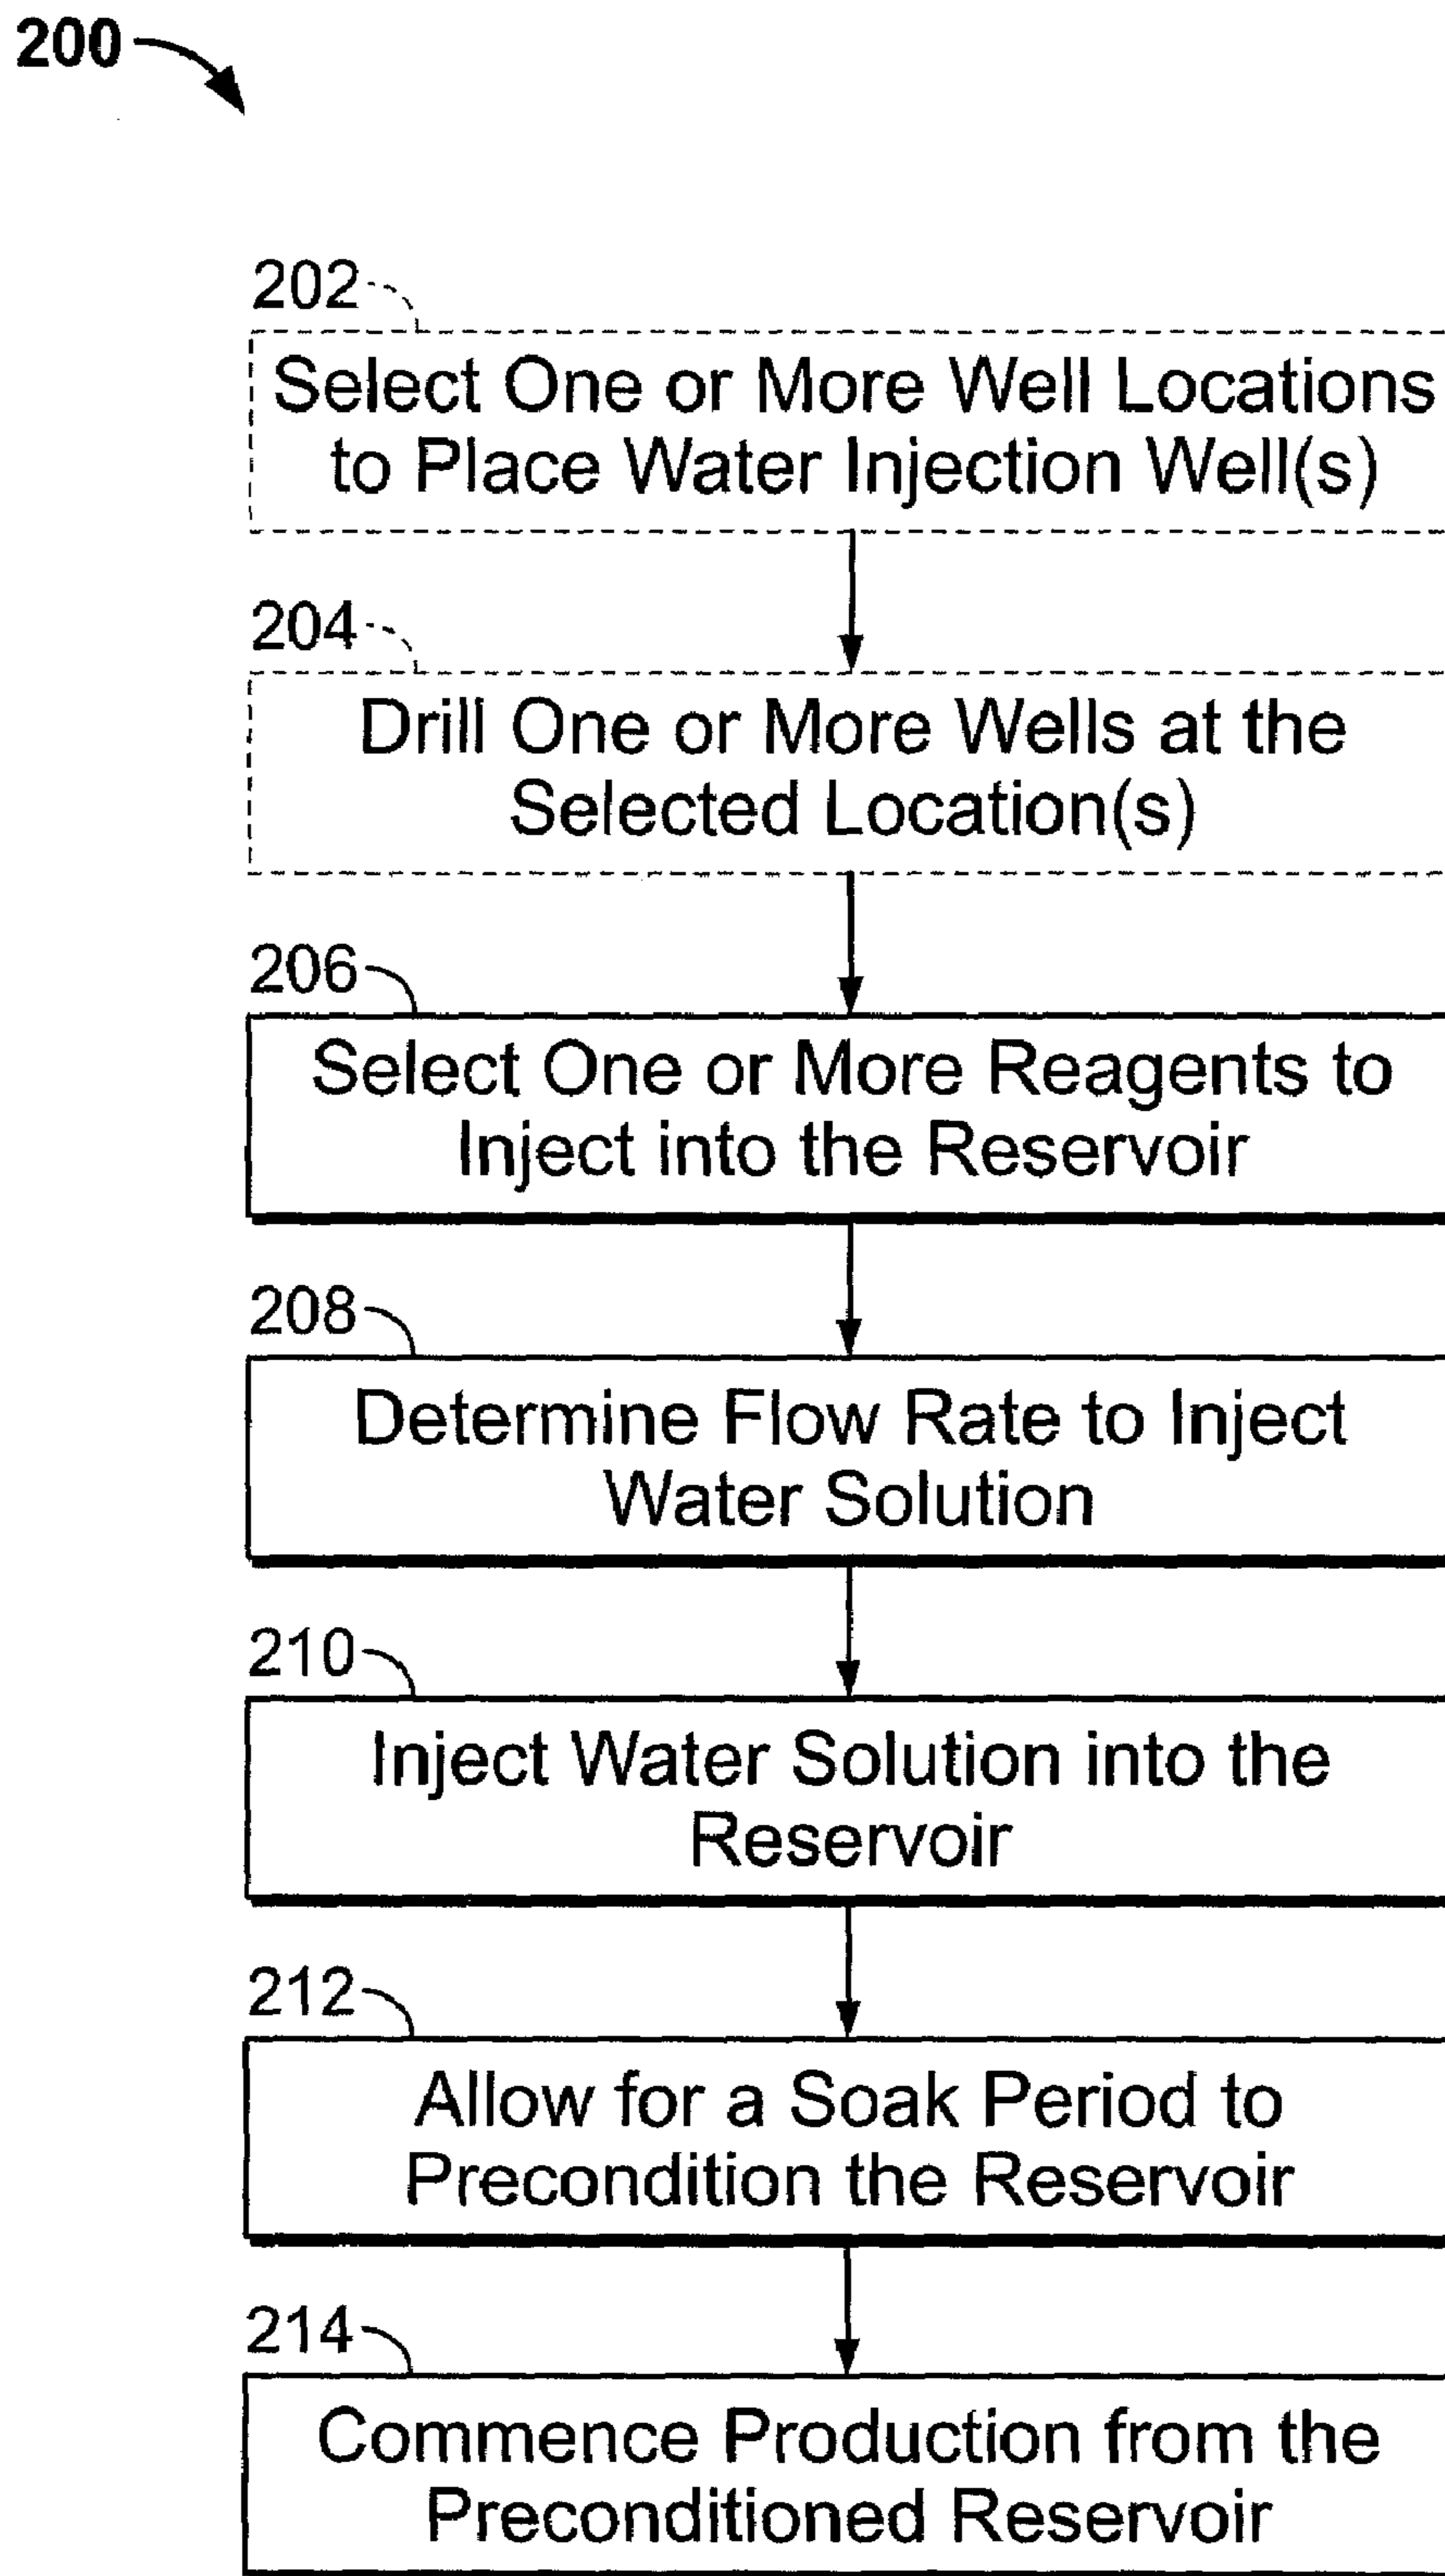 200
202
Select One or More Well Locations
to Place Water Injection Well(s)
204
Drill One or More Wells at the
Selected Location(s)
206
Select One or More Reagents to
Inject into the Reservoir
208
Determine Flow Rate to Inject
Water Solution
210
Inject Water Solution into the
Reservoir
212
Allow for a Soak Period to
Precondition the Reservoir
214
Commence Production from the
Preconditioned Reservoir